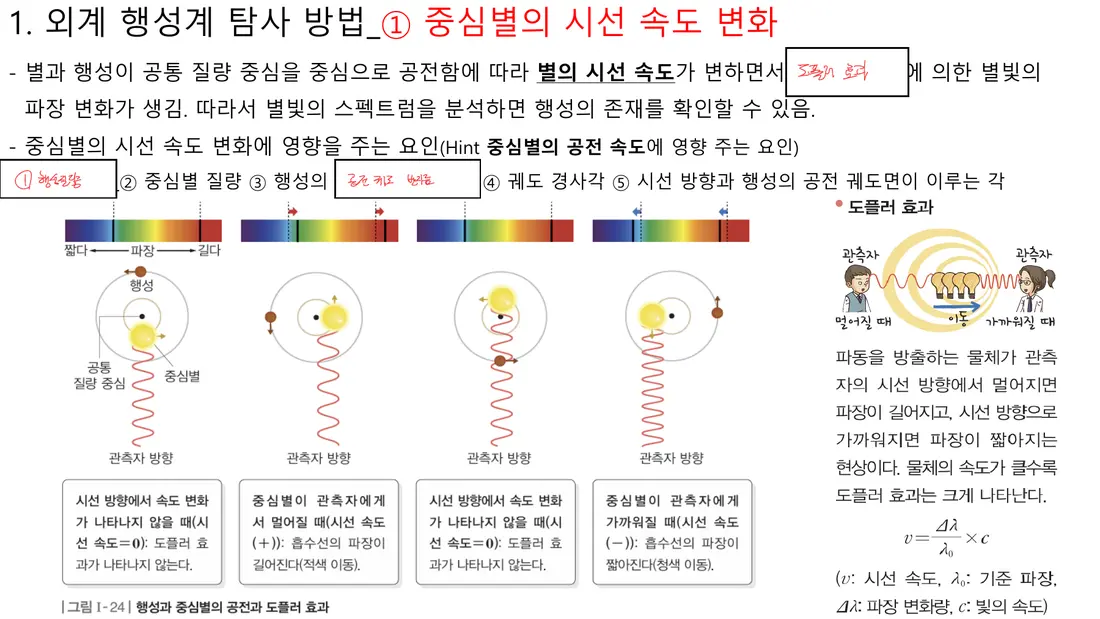 1. 외계 행성계 탐사 방법_① 중심별의 시선 속도 변화
- 별과 행성이 공통 질량 중심을 중심으로 공전함에 따라 별의 시선 속도가 변하면서 도플러 효과에 의한 별빛의
파장 변화가 생김. 따라서 별빛의 스펙트럼을 분석하면 행성의 존재를 확인할 수 있음.
- 중심별의 시선 속도 변화에 영향을 주는 요인(Hint 중심별의 공전 속도에 영향 주는 요인)
① 행성질량 ② 중심별 질량 ③ 행성의 공전 궤도 반지름 ④ 궤도 경사각 ⑤ 시선 방향과 행성의 공전 궤도면이 이루는 각
짧다 파장 길다
행성
공통
질량 중심
중심별
관측자 방향
관측자 방향
관측자 방향
관측자 방향
시선 방향에서 속도 변화
가 나타나지 않을 때(시
선 속도=0): 도플러 효
과가 나타나지 않는다.
중심별이 관측자에게
서 멀어질 때(시선 속도
(+)): 흡수선의 파장이
길어진다(적색 이동).
시선 방향에서 속도 변화
가 나타나지 않을 때(시
선 속도=0): 도플러 효
과가 나타나지 않는다.
중심별이 관측자에게
가까워질 때(시선 속도
(-)): 흡수선의 파장이
짧아진다(청색 이동).
|그림 I-24| 행성과 중심별의 공전과 도플러 효과
• 도플러 효과
관측자 관측자
멀어질 때 이동 가까워질 때
파동을 방출하는 물체가 관측
자의 시선 방향에서 멀어지면
파장이 길어지고, 시선 방향으로
가까워지면 파장이 짧아지는
현상이다. 물체의 속도가 클수록
도플러 효과는 크게 나타난다.
v=Δλ/λ₀×c
(v: 시선 속도, λ₀: 기준 파장,
Δλ: 파장 변화량, c: 빛의 속도)